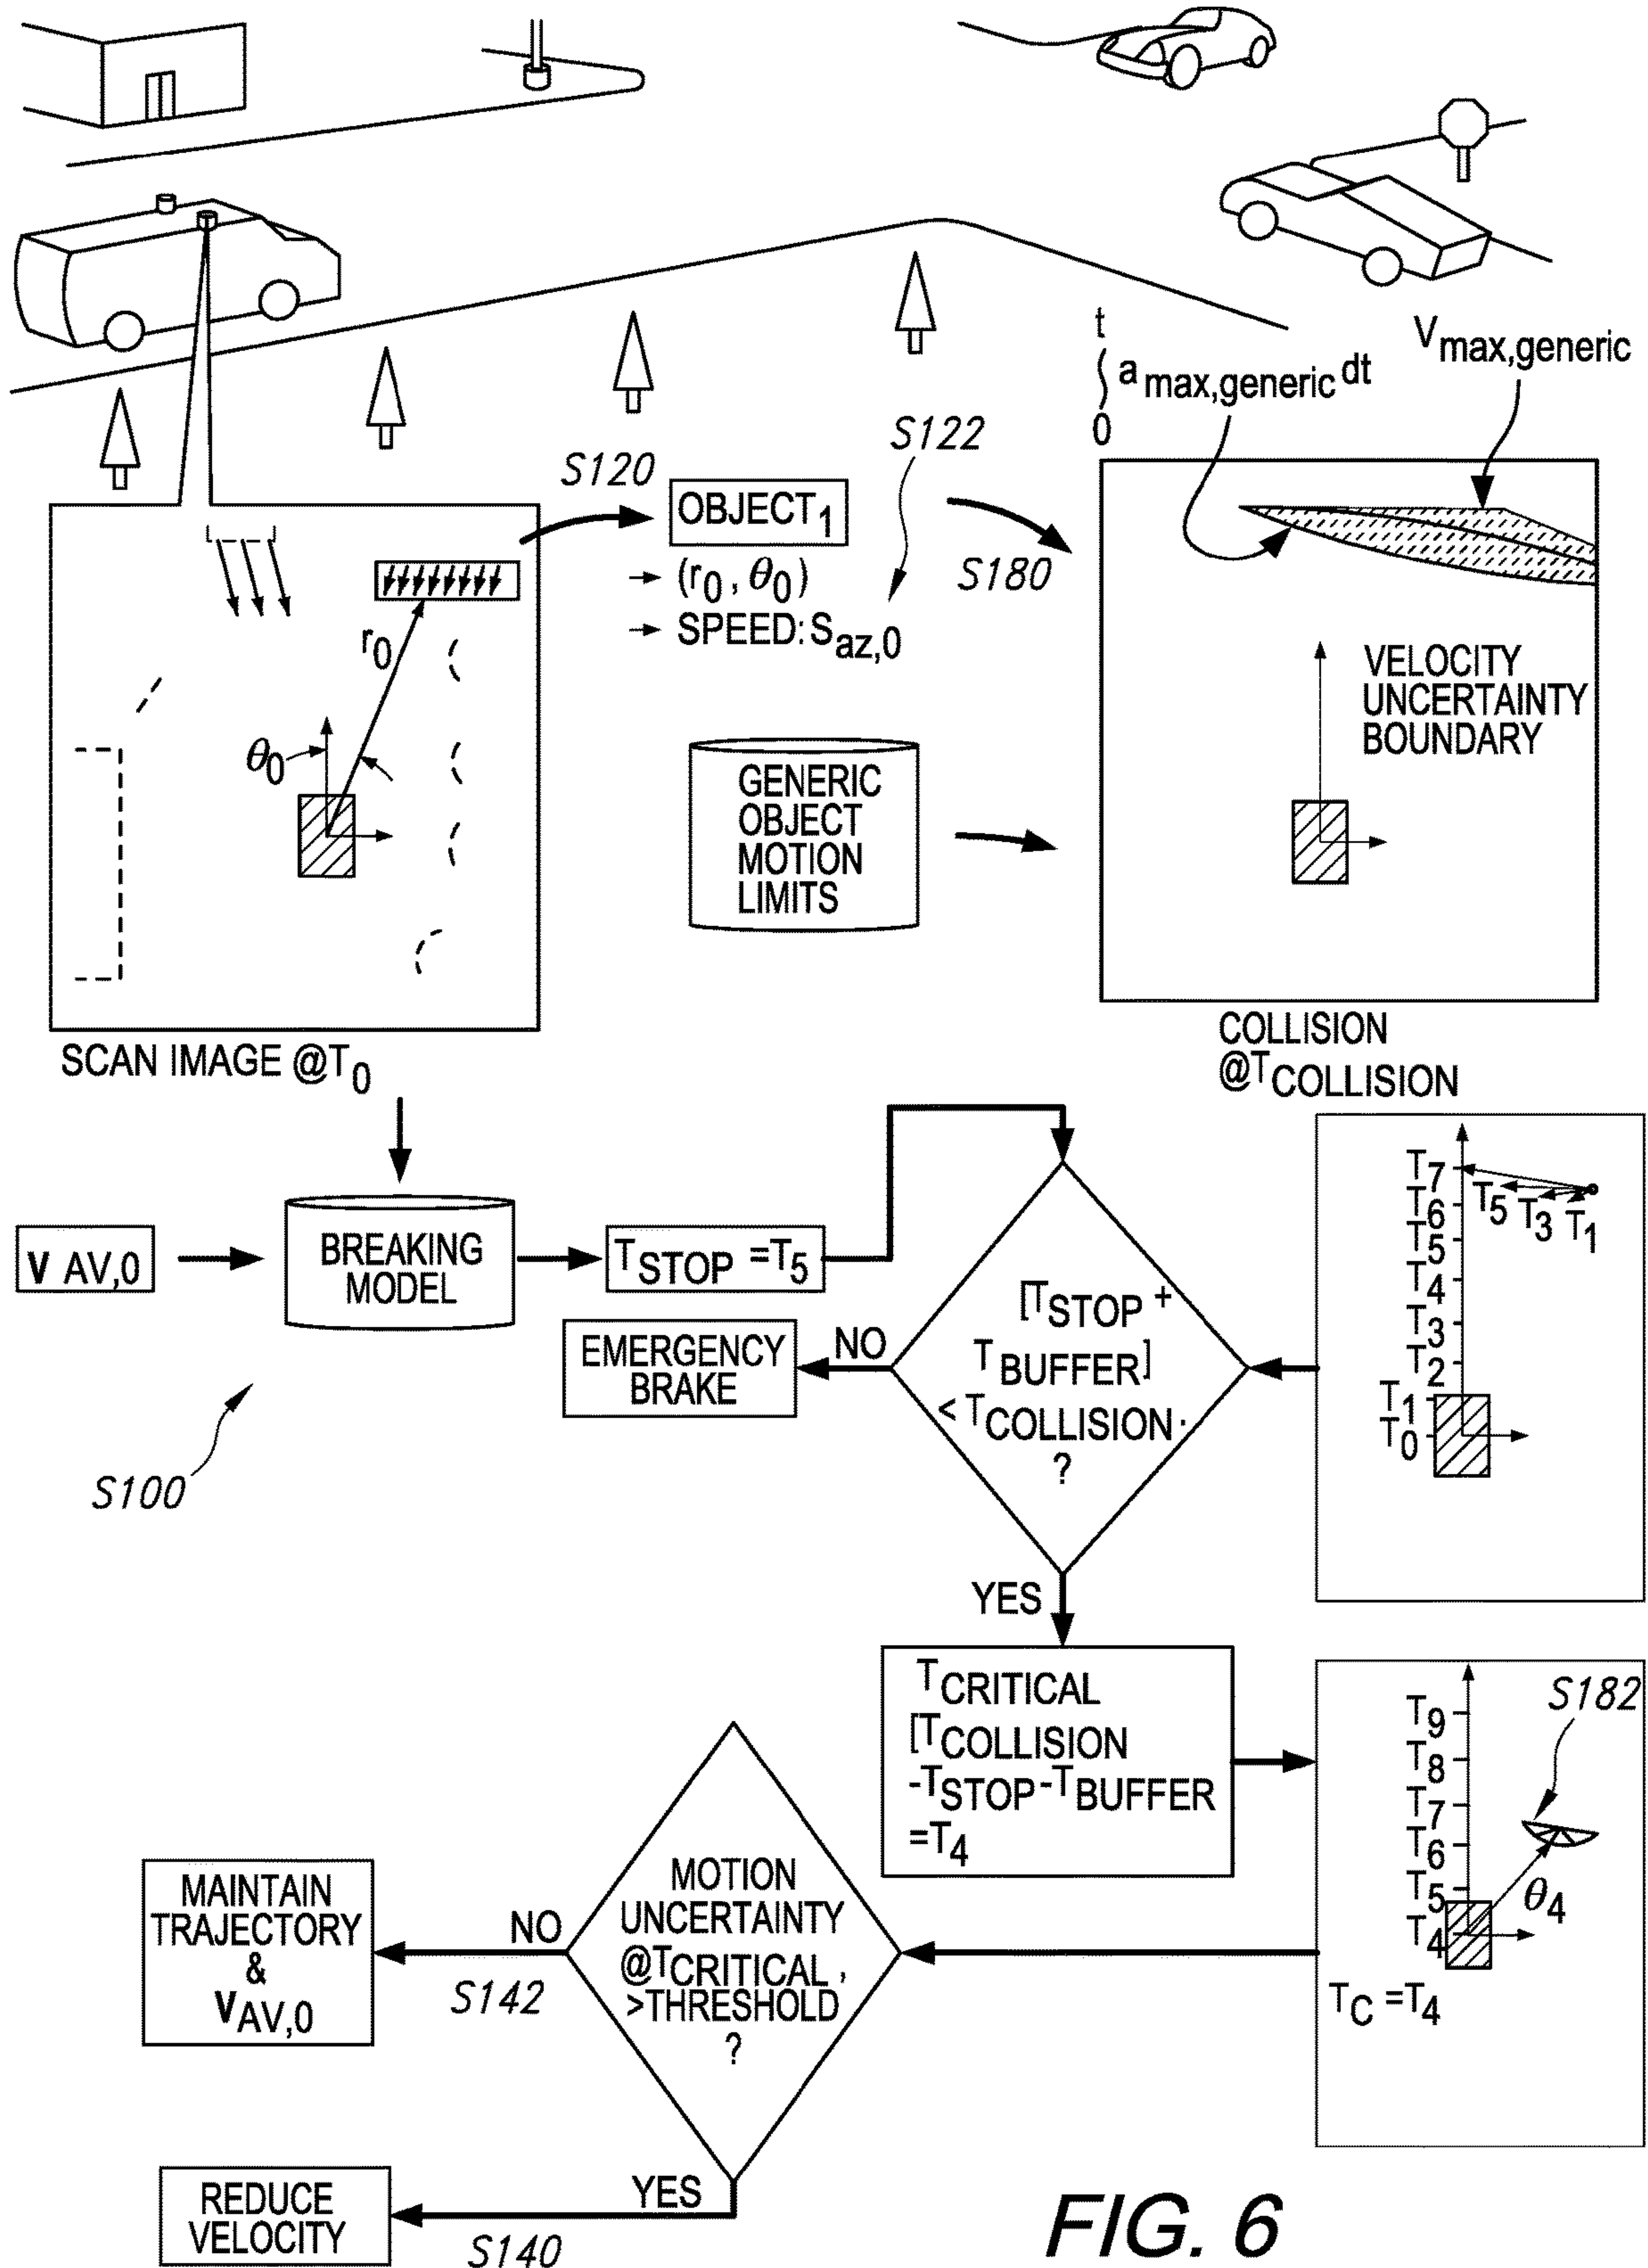 t
∫ a max,generic dt
0
V max,generic
S120
S122
S180
OBJECT1
→ (r0 , θ0)
→ SPEED: Saz,0
r0
θ0
GENERIC
OBJECT
MOTION
LIMITS
VELOCITY
UNCERTAINTY
BOUNDARY
SCAN IMAGE @T0
COLLISION
@TCOLLISION
V AV,0
BREAKING
MODEL
TSTOP =T5
[TSTOP +
TBUFFER]
< TCOLLISION.
?
NO
EMERGENCY
BRAKE
S100
T7
T6
T5
T4
T3
T2
T1
T0
T5
T3
T1
YES
TCRITICAL
[TCOLLISION
-TSTOP-TBUFFER
=T4
S182
T9
T8
T7
T6
T5
T4
θ4
TC =T4
MOTION
UNCERTAINTY
@TCRITICAL,
>THRESHOLD
?
NO
S142
MAINTAIN
TRAJECTORY
&
VAV,0
YES
S140
REDUCE
VELOCITY
FIG. 6